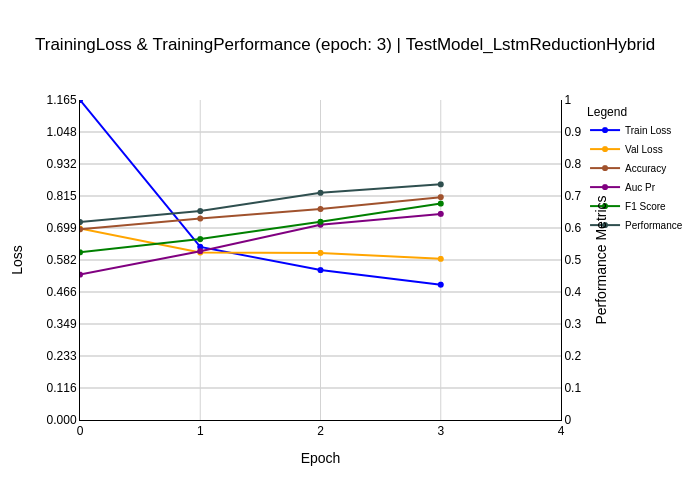 TrainingLoss & TrainingPerformance (epoch: 3) | TestModel_LstmReductionHybrid
Legend
Train Loss
Val Loss
Accuracy
Auc Pr
F1 Score
Performance
1.165
1.048
0.932
0.815
0.699
0.582
0.466
0.349
0.233
0.116
0.000
1
0.9
0.8
0.7
0.6
0.5
0.4
0.3
0.2
0.1
0
0 1 2 3 4
Loss
Performance Metrics
Epoch